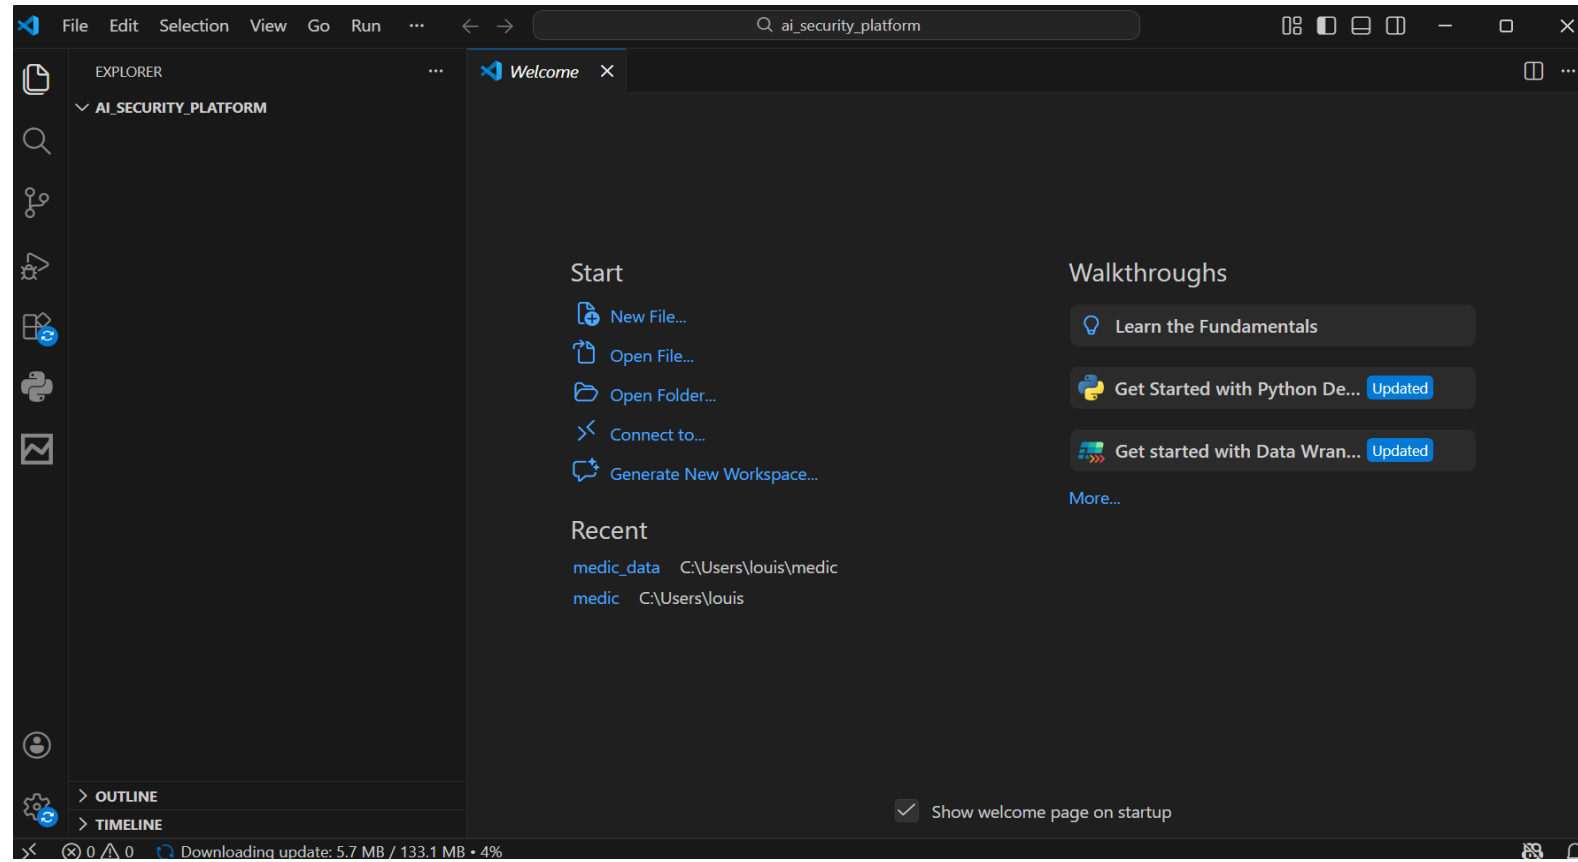 File Edit Selection View Go Run ··· ai_security_platform
EXPLORER ···
Welcome
AI_SECURITY_PLATFORM
Start
New File...
Open File...
Open Folder...
Connect to...
Generate New Workspace...
Recent
medic_data C:\Users\louis\medic
medic C:\Users\louis
Walkthroughs
Learn the Fundamentals
Get Started with Python De... Updated
Get started with Data Wran... Updated
More...
Show welcome page on startup
OUTLINE
TIMELINE
0 0 Downloading update: 5.7 MB / 133.1 MB • 4%